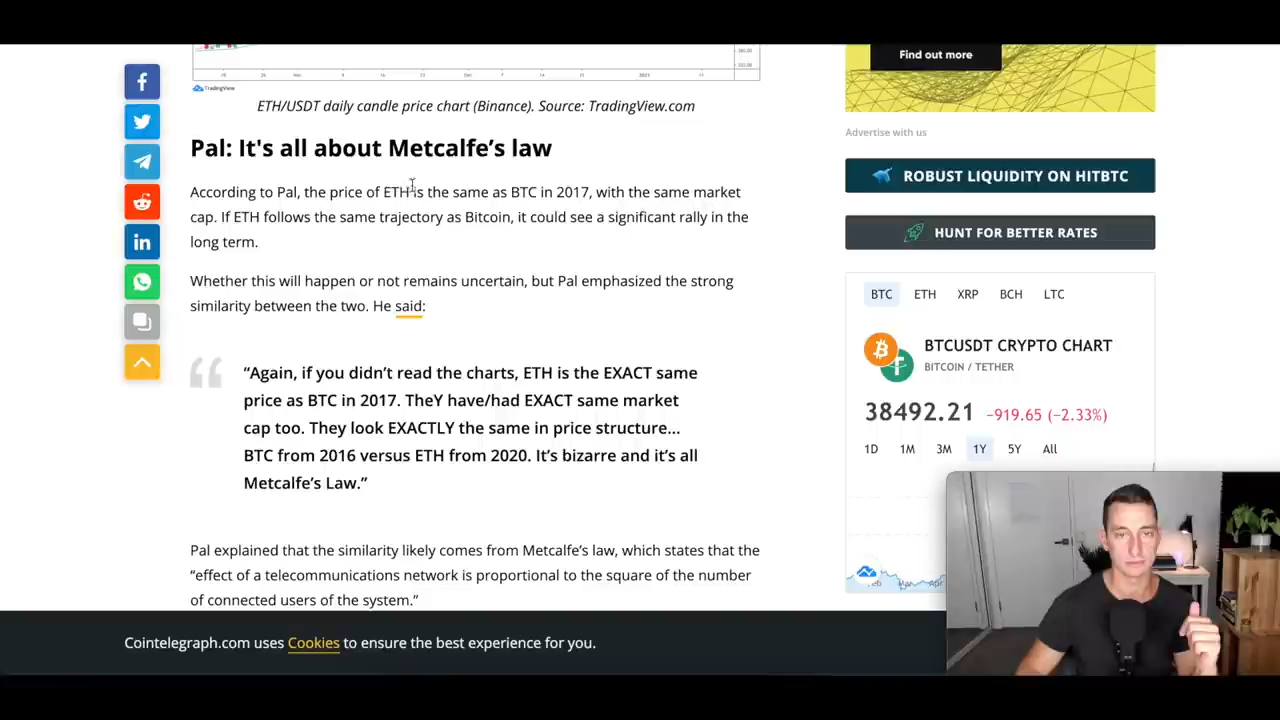 TradingView
2021
ETH/USDT daily candle price chart (Binance). Source: TradingView.com
Pal: It's all about Metcalfe’s law
According to Pal, the price of ETH is the same as BTC in 2017, with the same market
cap. If ETH follows the same trajectory as Bitcoin, it could see a significant rally in the
long term.
Whether this will happen or not remains uncertain, but Pal emphasized the strong
similarity between the two. He said:
“Again, if you didn’t read the charts, ETH is the EXACT same
price as BTC in 2017. TheY have/had EXACT same market
cap too. They look EXACTLY the same in price structure...
BTC from 2016 versus ETH from 2020. It’s bizarre and it’s all
Metcalfe’s Law.”
Pal explained that the similarity likely comes from Metcalfe’s law, which states that the
“effect of a telecommunications network is proportional to the square of the number
of connected users of the system.”
Find out more
Advertise with us
ROBUST LIQUIDITY ON HITBTC
HUNT FOR BETTER RATES
BTC ETH XRP BCH LTC
BTCUSDT CRYPTO CHART
BITCOIN / TETHER
38492.21 −919.65 (−2.33%)
1D 1M 3M 1Y 5Y All
Cointelegraph.com uses Cookies to ensure the best experience for you.